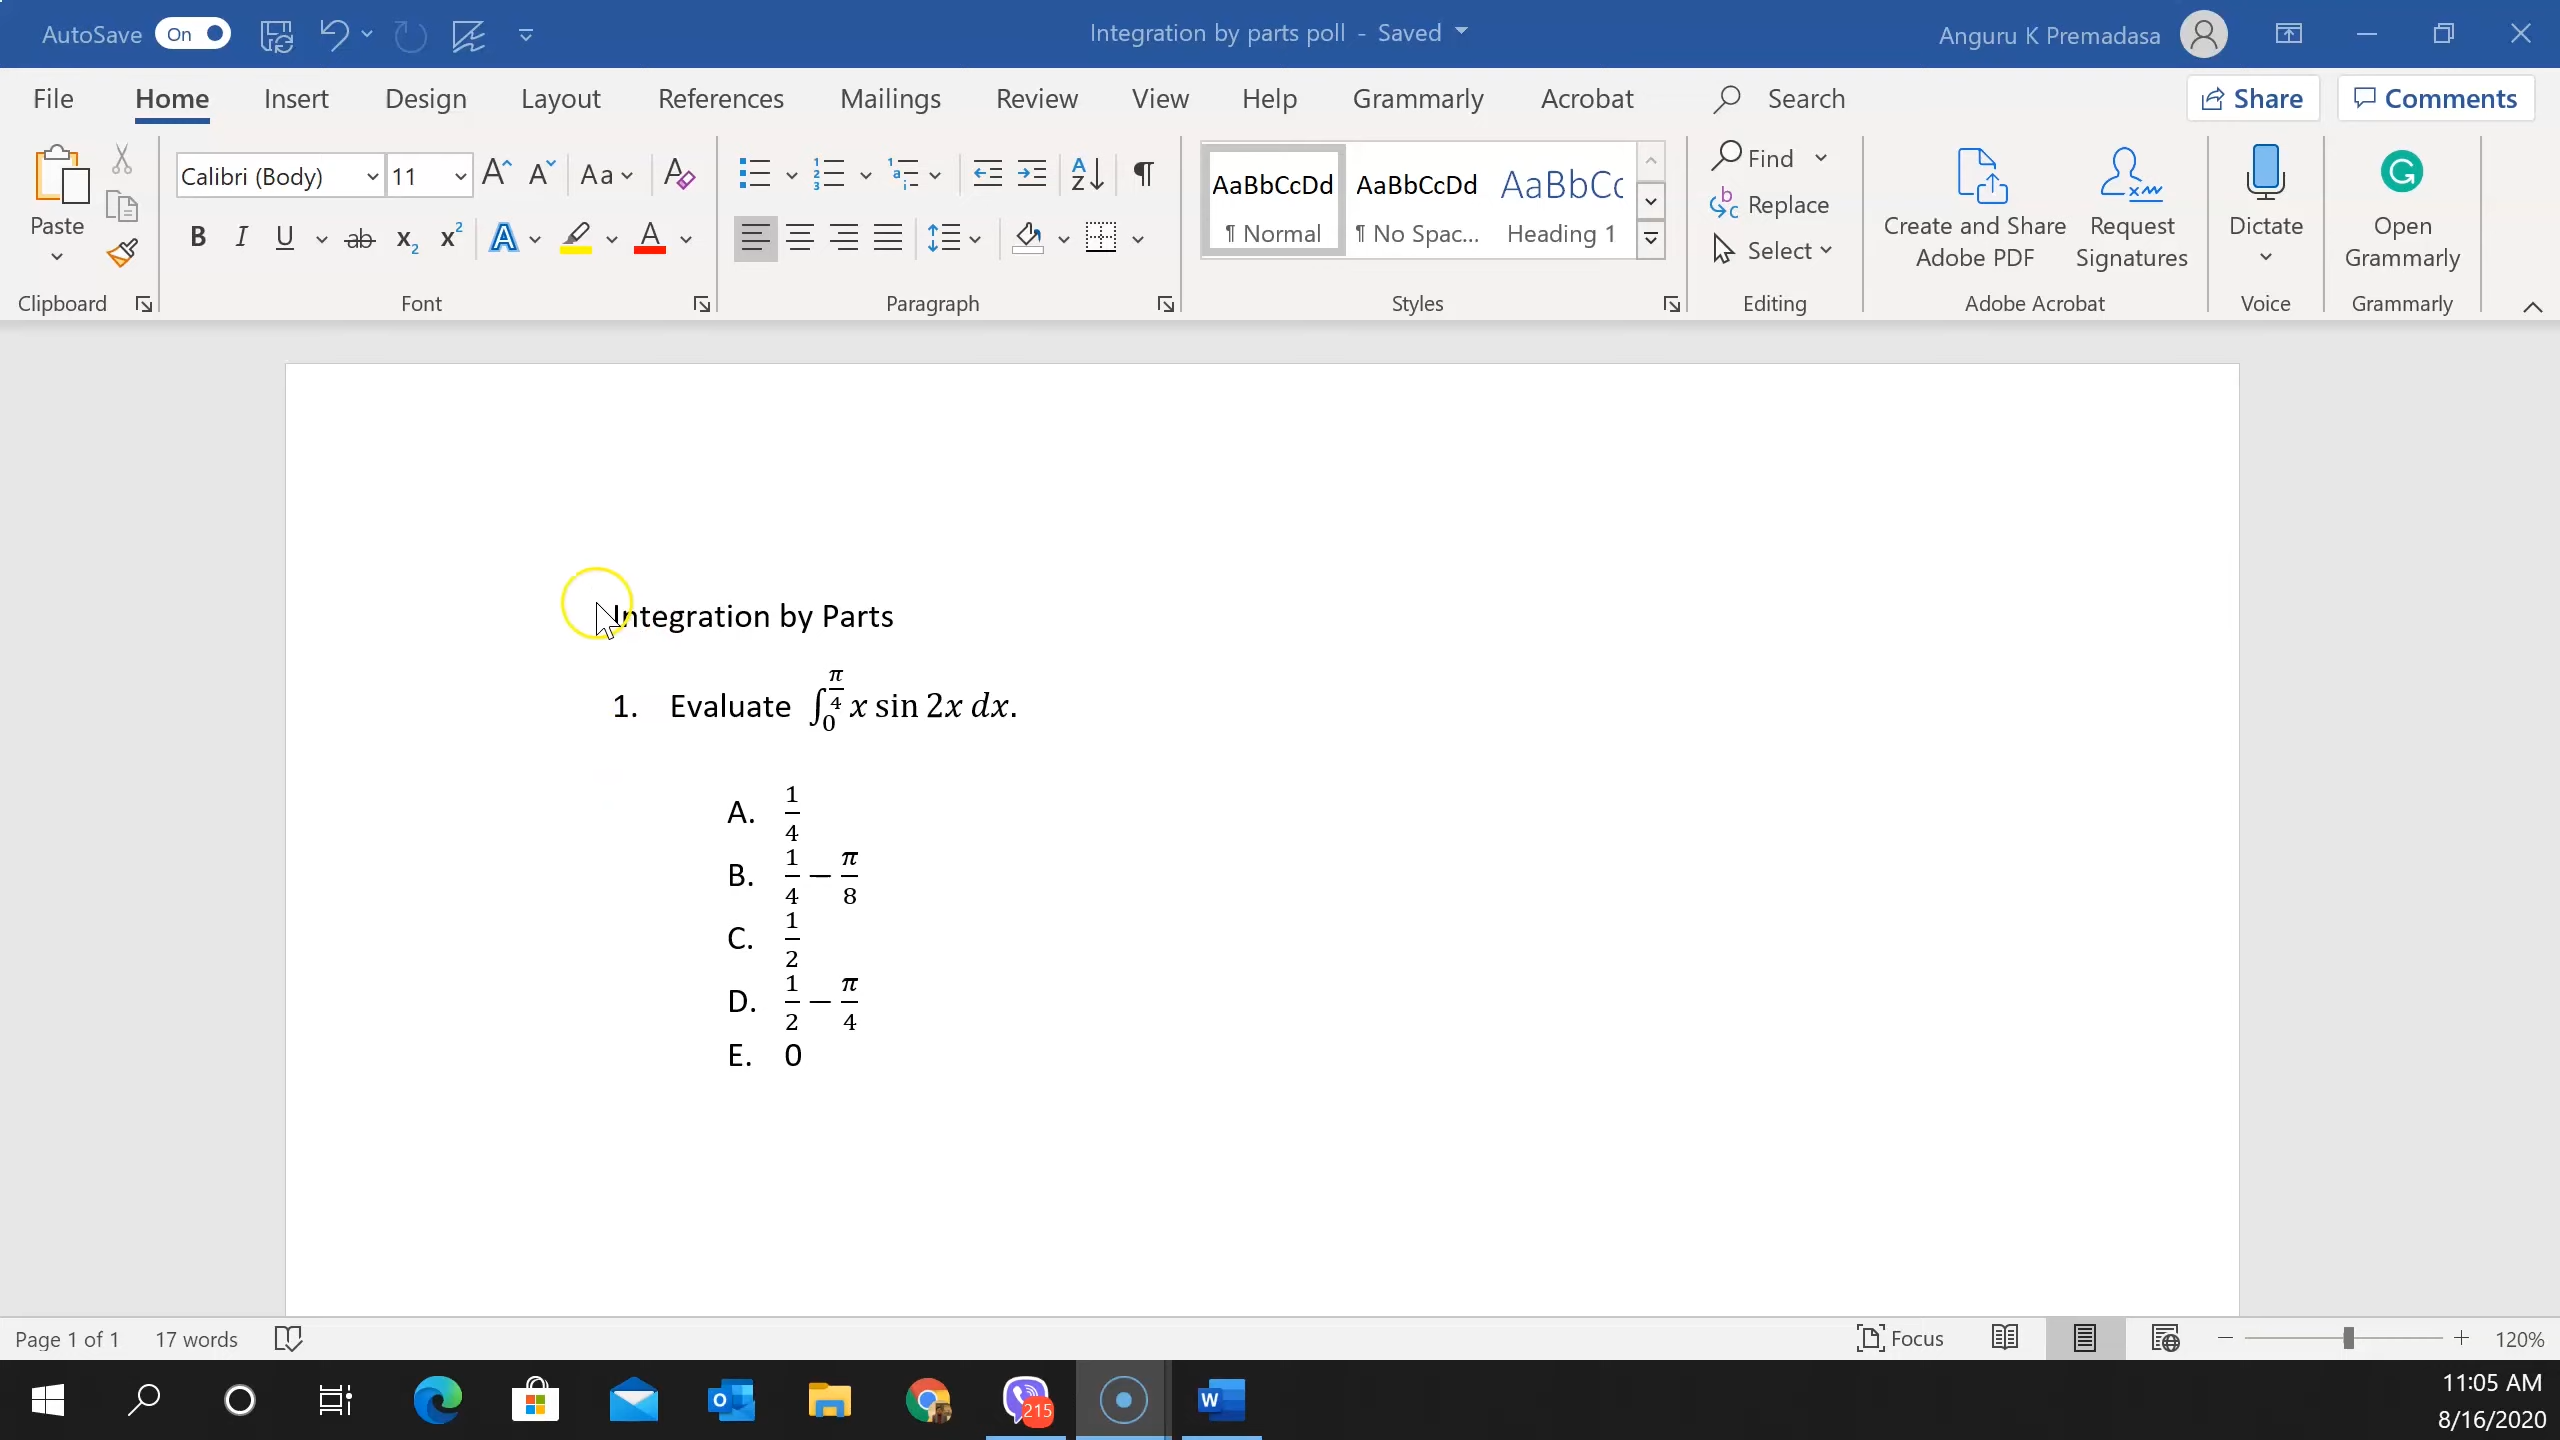 AutoSave On Integration by parts poll - Saved Anguru K Premadasa
File Home Insert Design Layout References Mailings Review View Help Grammarly Acrobat Search Share Comments
Paste Calibri (Body) 11 AaBbCcDd AaBbCcDd AaBbCc Find
¶ Normal ¶ No Spac... Heading 1 Replace
Select
Create and Share Adobe PDF Request Signatures Dictate Open Grammarly
Clipboard Font Paragraph Styles Editing Adobe Acrobat Voice Grammarly
Integration by Parts
1. Evaluate ∫₀^(π/4) x sin 2x dx.
A. 1/4
B. 1/4 − π/8
C. 1/2
D. 1/2 − π/4
E. 0
Page 1 of 1 17 words Focus 120%
215
11:05 AM
8/16/2020